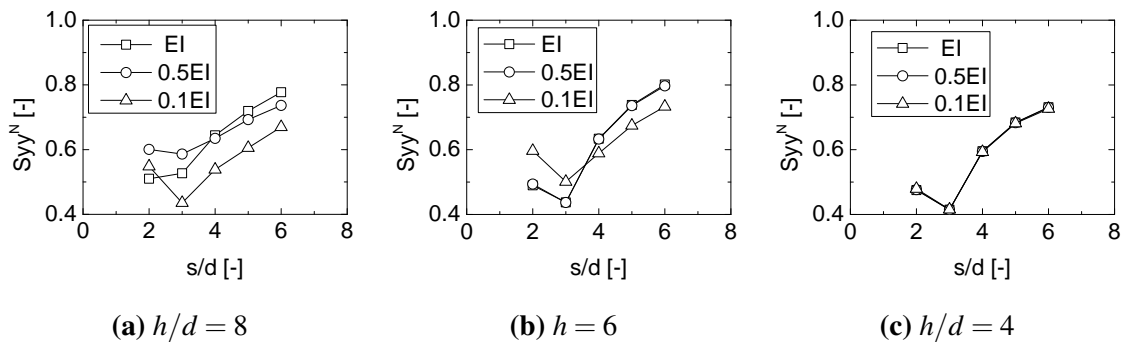 1.0
0.8
0.6
0.4
Syy^N [-]
EI
0.5EI
0.1EI
0 2 4 6 8
s/d [-]
(a) h/d = 8
1.0
0.8
0.6
0.4
Syy^N [-]
EI
0.5EI
0.1EI
0 2 4 6 8
s/d [-]
(b) h = 6
1.0
0.8
0.6
0.4
Syy^N [-]
EI
0.5EI
0.1EI
0 2 4 6 8
s/d [-]
(c) h/d = 4